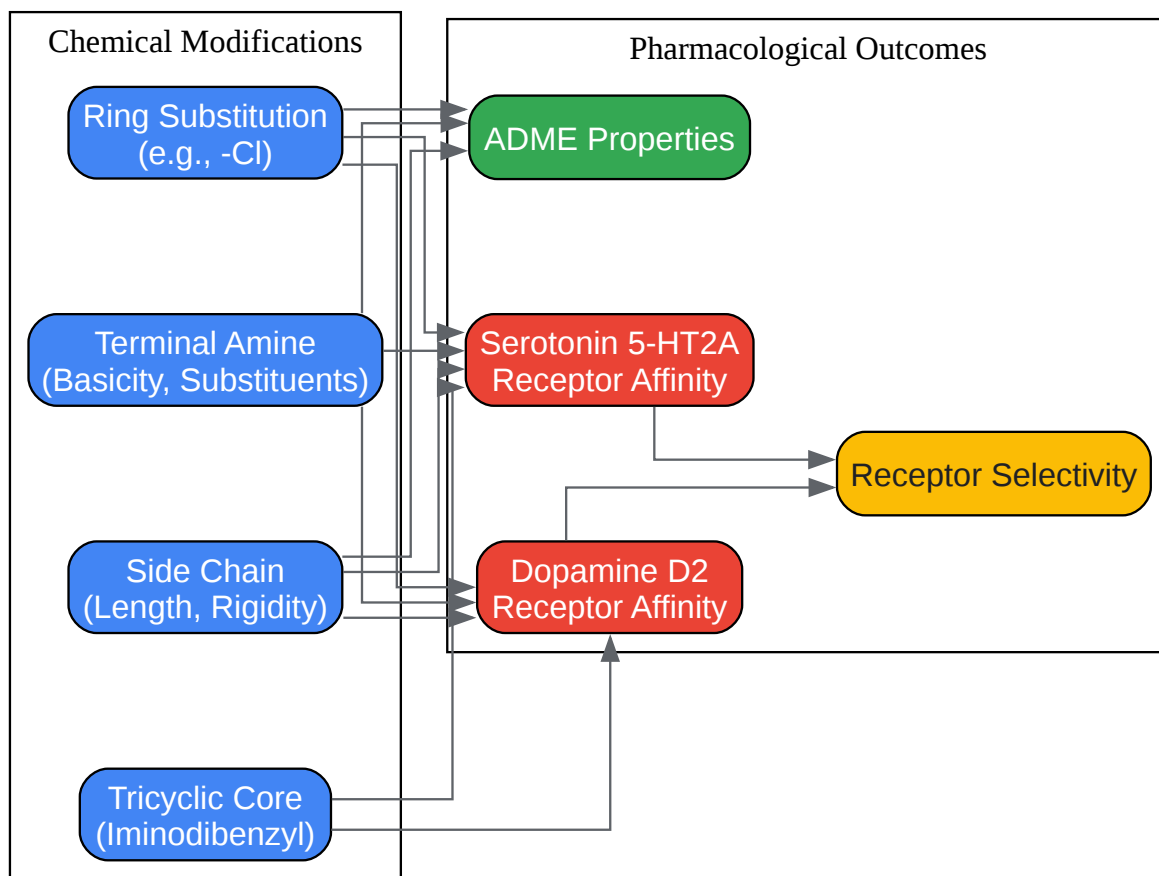 Chemical Modifications
Pharmacological Outcomes
Ring Substitution
(e.g., -Cl)
ADME Properties
Terminal Amine
(Basicity, Substituents)
Serotonin 5-HT2A
Receptor Affinity
Receptor Selectivity
Side Chain
(Length, Rigidity)
Dopamine D2
Receptor Affinity
Tricyclic Core
(Iminodibenzyl)